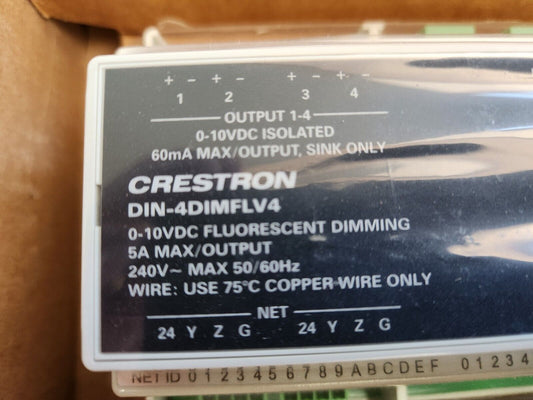 + - + - + - + -
1 2 3 4
OUTPUT 1-4
0-10VDC ISOLATED
60mA MAX/OUTPUT, SINK ONLY
CRESTRON
DIN-4DIMFLV4
0-10VDC FLUORESCENT DIMMING
5A MAX/OUTPUT
240V~ MAX 50/60Hz
WIRE: USE 75°C COPPER WIRE ONLY
NET
24 Y Z G 24 Y Z G
NET ID 0 1 2 3 4 5 6 7 8 9 A B C D E F 0 1 2 3 4